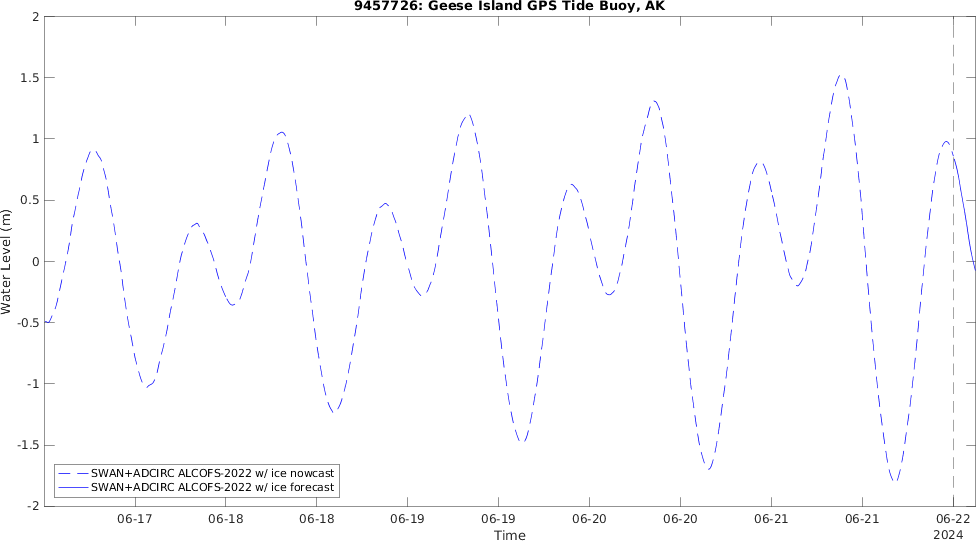 9457726: Geese Island GPS Tide Buoy, AK
2
1.5
1
0.5
0
-0.5
-1
-1.5
-2
Water Level (m)
SWAN+ADCIRC ALCOFS-2022 w/ ice nowcast
SWAN+ADCIRC ALCOFS-2022 w/ ice forecast
06-17 06-18 06-18 06-19 06-19 06-20 06-20 06-21 06-21 06-22
2024
Time